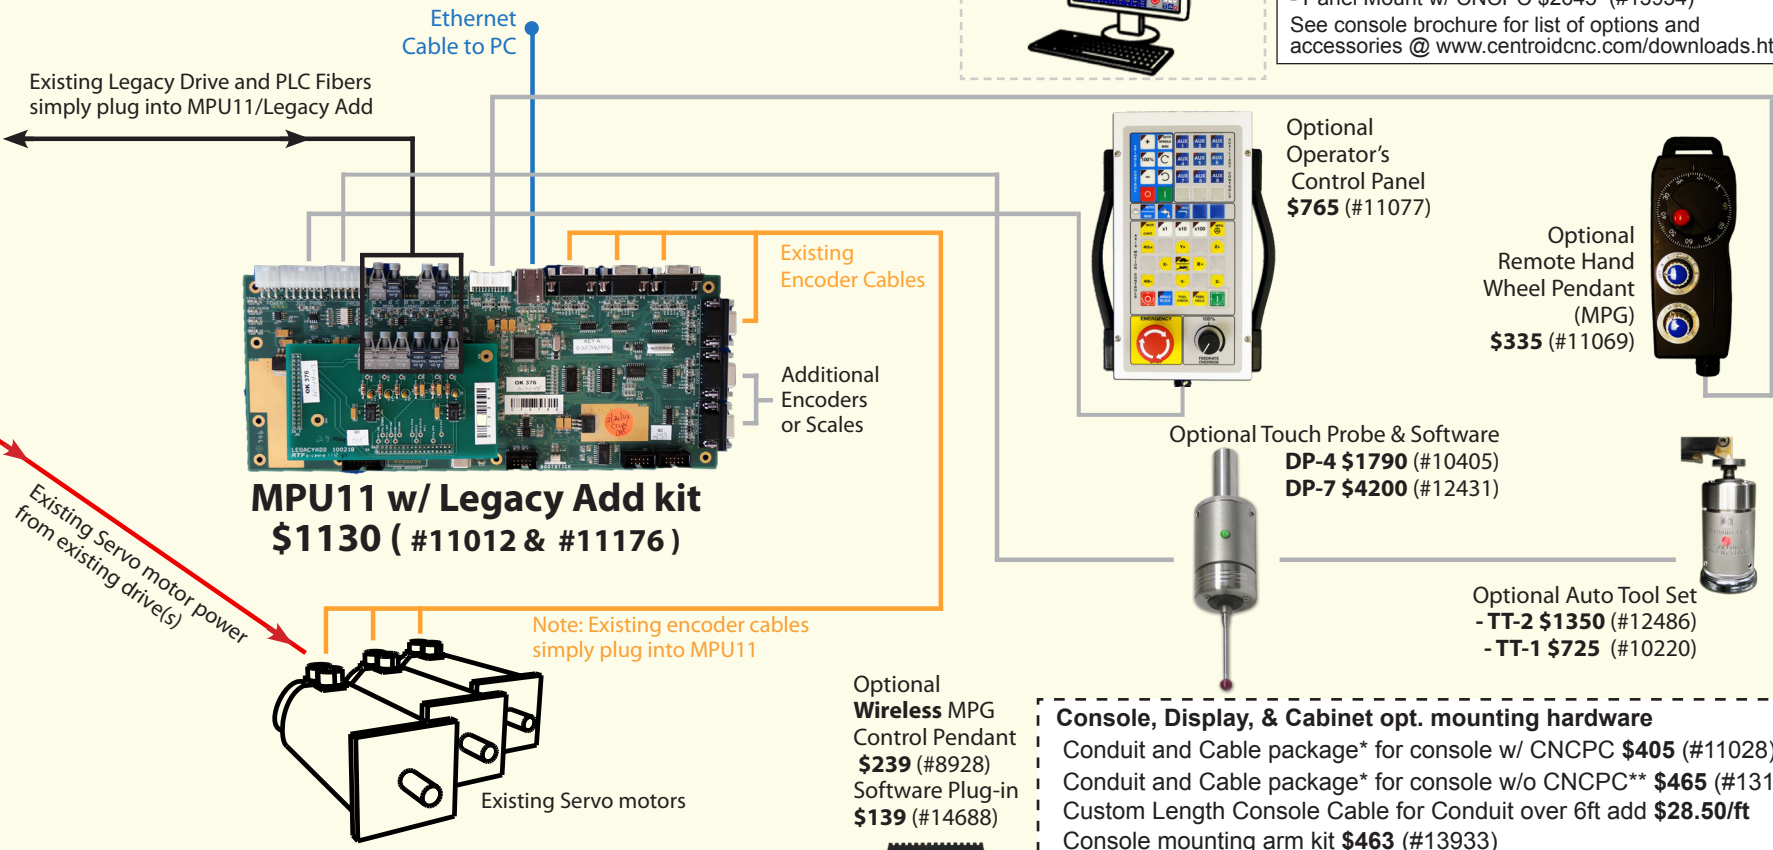 Ethernet
Cable to PC
Existing Legacy Drive and PLC Fibers
simply plug into MPU11/Legacy Add
See console brochure for list of options and
accessories @ www.centroidcnc.com/downloads.ht
Optional
Operator's
Control Panel
$765 (#11077)
Optional
Remote Hand
Wheel Pendant
(MPG)
$335 (#11069)
Existing
Encoder Cables
Additional
Encoders
or Scales
OK 376
LEGACYADD 100218
EMERGENCY
100%
FEEDRATE
OVERRIDE
MPU11 w/ Legacy Add kit
$1130 ( #11012 & #11176 )
Optional Touch Probe & Software
DP-4 $1790 (#10405)
DP-7 $4200 (#12431)
Existing Servo motor power
from existing drive(s)
Optional Auto Tool Set
- TT-2 $1350 (#12486)
- TT-1 $725 (#10220)
Note: Existing encoder cables
simply plug into MPU11
Existing Servo motors
Optional
Wireless MPG
Control Pendant
$239 (#8928)
Software Plug-in
$139 (#14688)
Console, Display, & Cabinet opt. mounting hardware
Conduit and Cable package* for console w/ CNCPC $405 (#11028)
Conduit and Cable package* for console w/o CNCPC** $465 (#131
Custom Length Console Cable for Conduit over 6ft add $28.50/ft
Console mounting arm kit $463 (#13933)